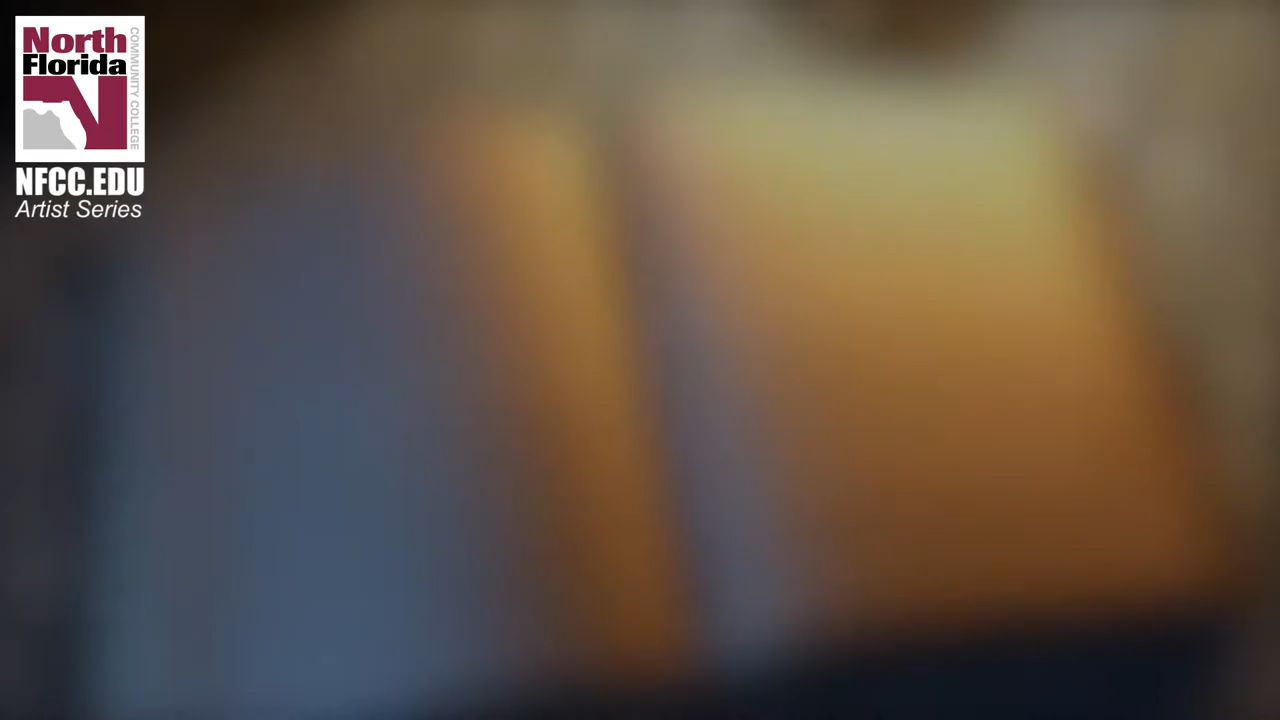 North
Florida
COMMUNITY COLLEGE
NFCC.EDU
Artist Series